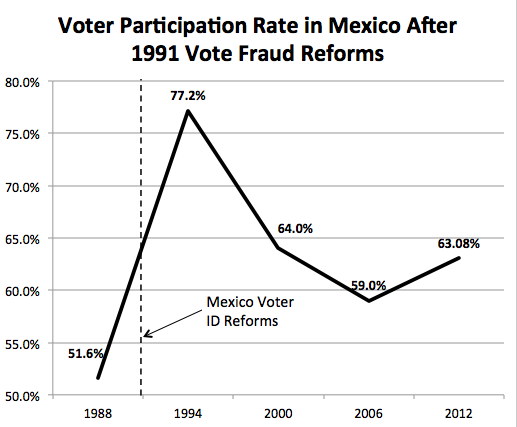 Voter Participation Rate in Mexico After
1991 Vote Fraud Reforms
80.0%
77.2%
75.0%
70.0%
65.0%
64.0%
63.08%
60.0%
59.0%
Mexico Voter
ID Reforms
55.0%
51.6%
50.0%
1988 1994 2000 2006 2012